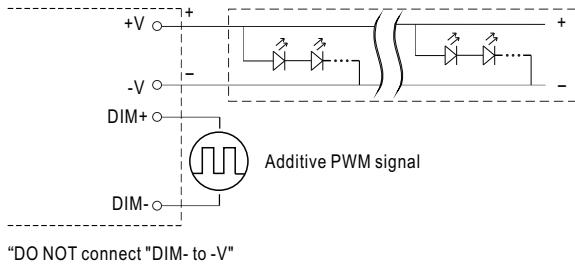 +V
+
+
-V
–
–
DIM+
Additive PWM signal
DIM-
“DO NOT connect "DIM- to -V"